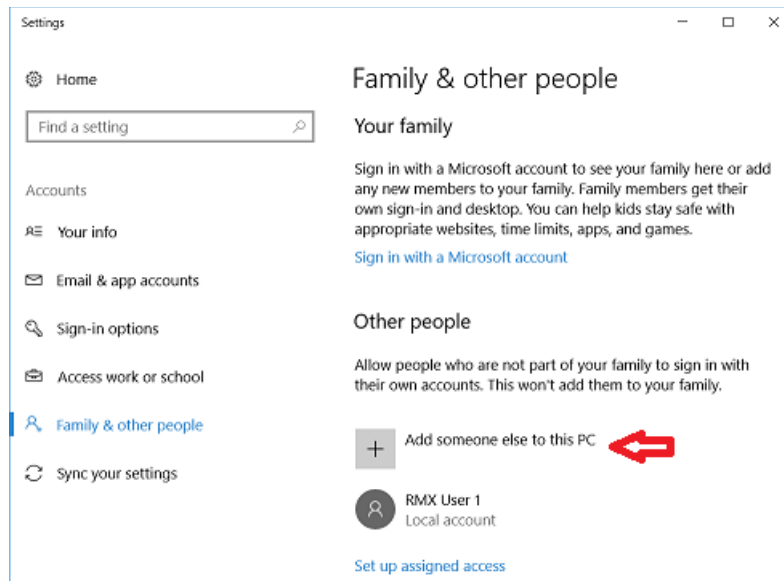 Settings
Home
Find a setting
Accounts
Your info
Email & app accounts
Sign-in options
Access work or school
Family & other people
Sync your settings
Family & other people
Your family
Sign in with a Microsoft account to see your family here or add
any new members to your family. Family members get their
own sign-in and desktop. You can help kids stay safe with
appropriate websites, time limits, apps, and games.
Sign in with a Microsoft account
Other people
Allow people who are not part of your family to sign in with
their own accounts. This won't add them to your family.
Add someone else to this PC
RMX User 1
Local account
Set up assigned access